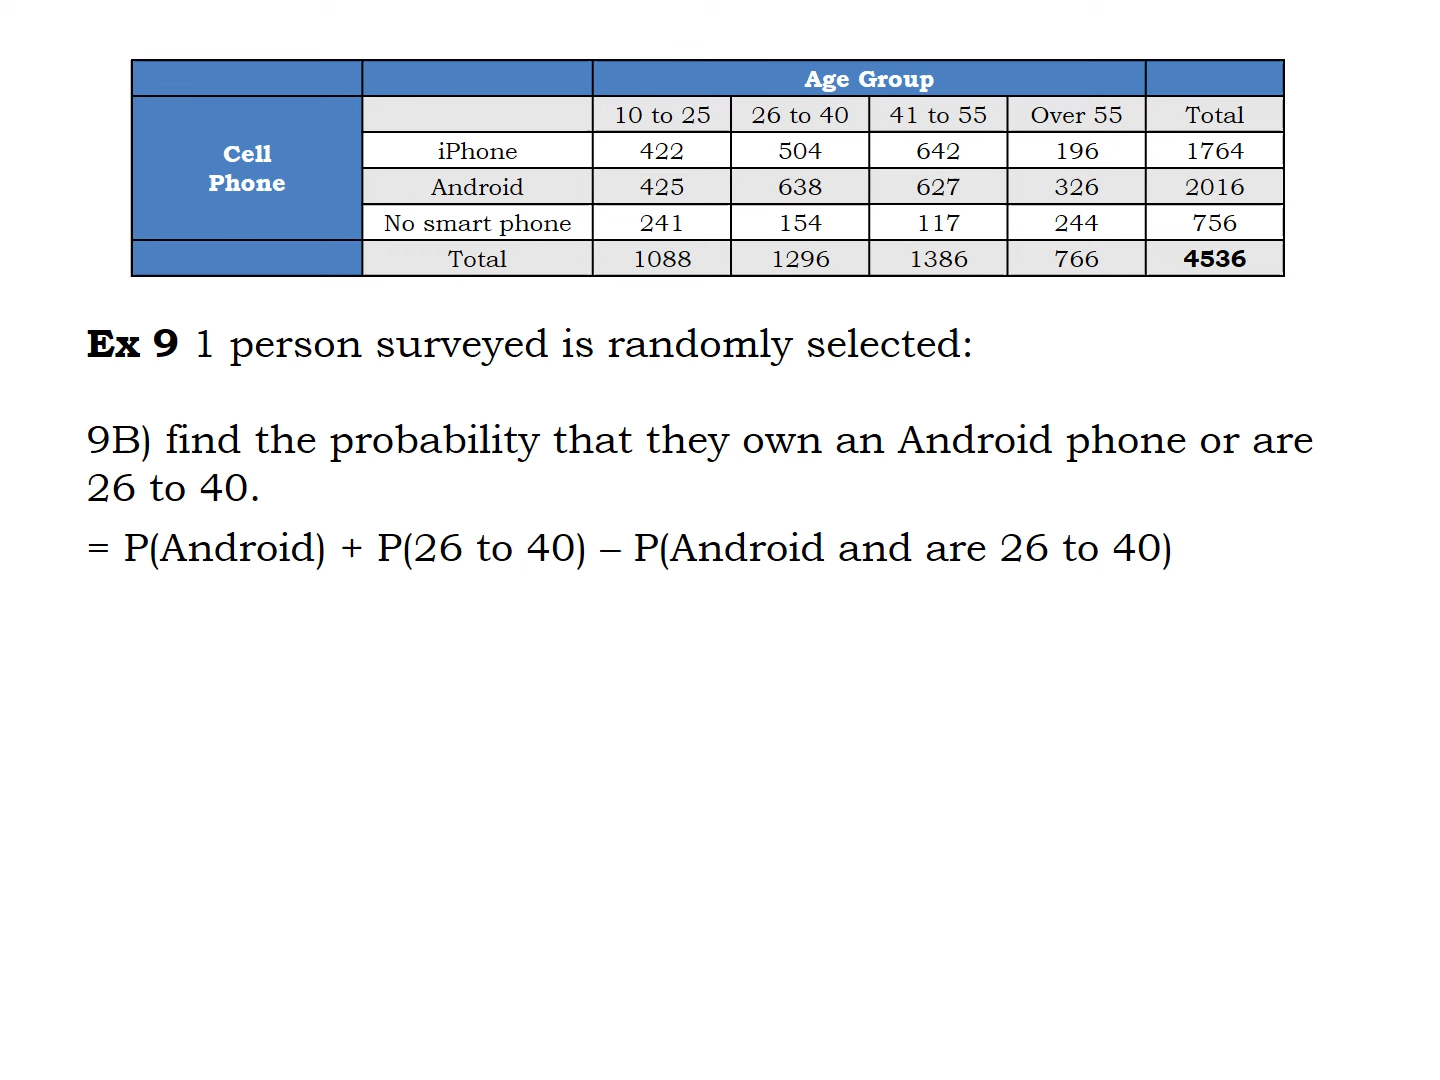 Age Group
10 to 25 26 to 40 41 to 55 Over 55 Total
Cell
Phone
iPhone 422 504 642 196 1764
Android 425 638 627 326 2016
No smart phone 241 154 117 244 756
Total 1088 1296 1386 766 4536
Ex 9 1 person surveyed is randomly selected:
9B) find the probability that they own an Android phone or are
26 to 40.
= P(Android) + P(26 to 40) – P(Android and are 26 to 40)